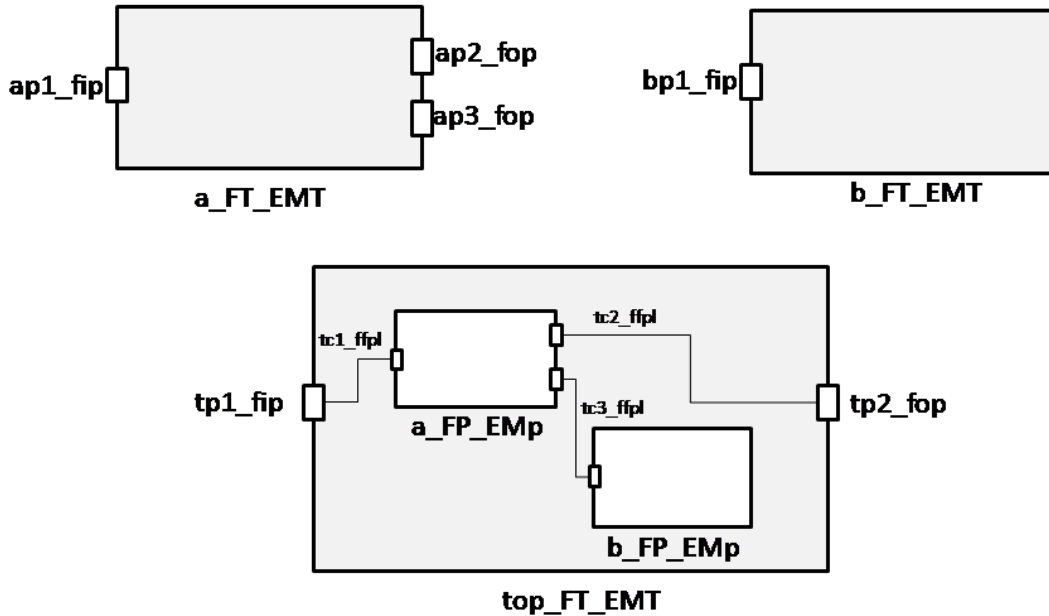 ap1_fip
ap2_fop
ap3_fop
a_FT_EMT
bp1_fip
b_FT_EMT
tc1_ffpl
tc2_ffpl
tp1_fip
tc3_ffpl
tp2_fop
a_FP_EMp
b_FP_EMp
top_FT_EMT